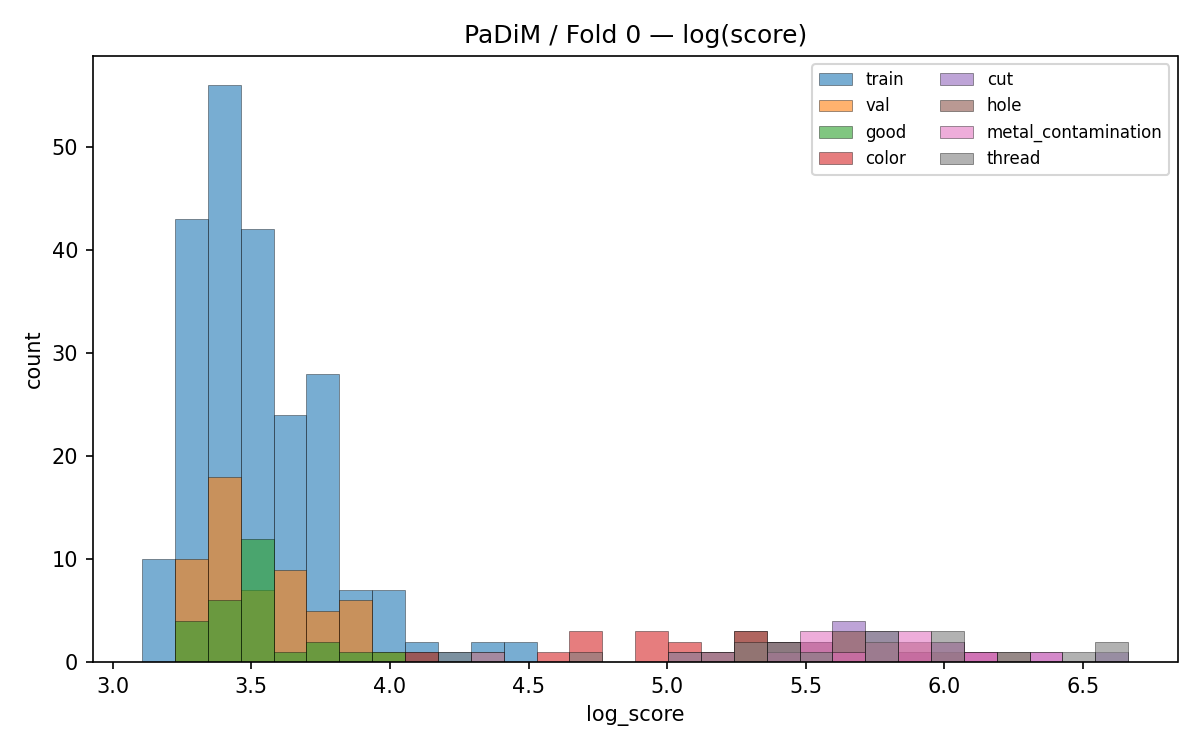 PaDiM / Fold 0 — log(score)
train
val
good
color
cut
hole
metal_contamination
thread
count
50
40
30
20
10
0
3.0 3.5 4.0 4.5 5.0 5.5 6.0 6.5
log_score